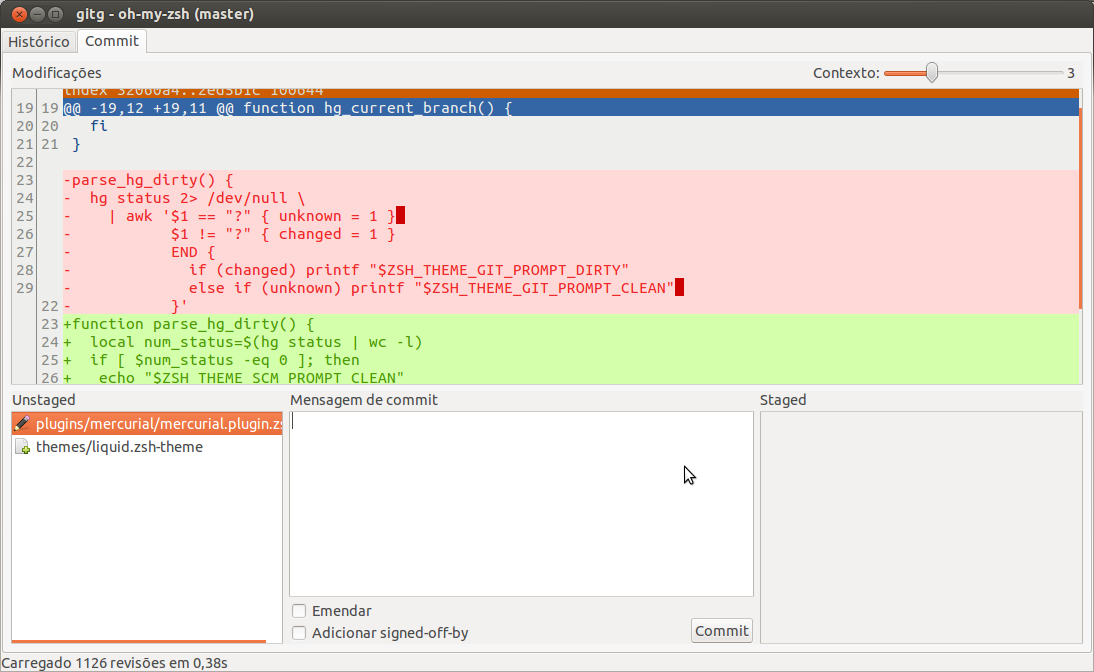 gitg - oh-my-zsh (master)
Histórico Commit
Modificações Contexto: 3
index 32060a4..2ed3b1c 100644
19 19 @@ -19,12 +19,11 @@ function hg_current_branch() {
20 20 fi
21 21 }
22
23 -parse_hg_dirty() {
24 - hg status 2> /dev/null \
25 - | awk '$1 == "?" { unknown = 1 }
26 - $1 != "?" { changed = 1 }
27 - END {
28 - if (changed) printf "$ZSH_THEME_GIT_PROMPT_DIRTY"
29 - else if (unknown) printf "$ZSH_THEME_GIT_PROMPT_CLEAN"
22 - }'
23 +function parse_hg_dirty() {
24 + local num_status=$(hg status | wc -l)
25 + if [ $num_status -eq 0 ]; then
26 + echo "$ZSH_THEME_SCM_PROMPT_CLEAN"
Unstaged Mensagem de commit Staged
plugins/mercurial/mercurial.plugin.zs
themes/liquid.zsh-theme
Emendar
Adicionar signed-off-by Commit
Carregado 1126 revisões em 0,38s